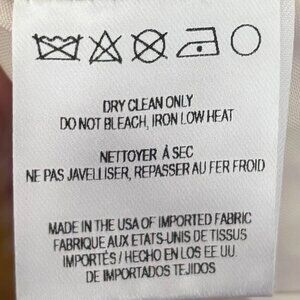 DRY CLEAN ONLY
DO NOT BLEACH, IRON LOW HEAT
NETTOYER À SEC
NE PAS JAVELLISER, REPASSER AU FER FROID
MADE IN THE USA OF IMPORTED FABRIC
FABRIQUE AUX ETATS-UNIS DE TISSUS
IMPORTÉS / HECHO EN LOS EE.UU.
DE IMPORTADOS TEJIDOS